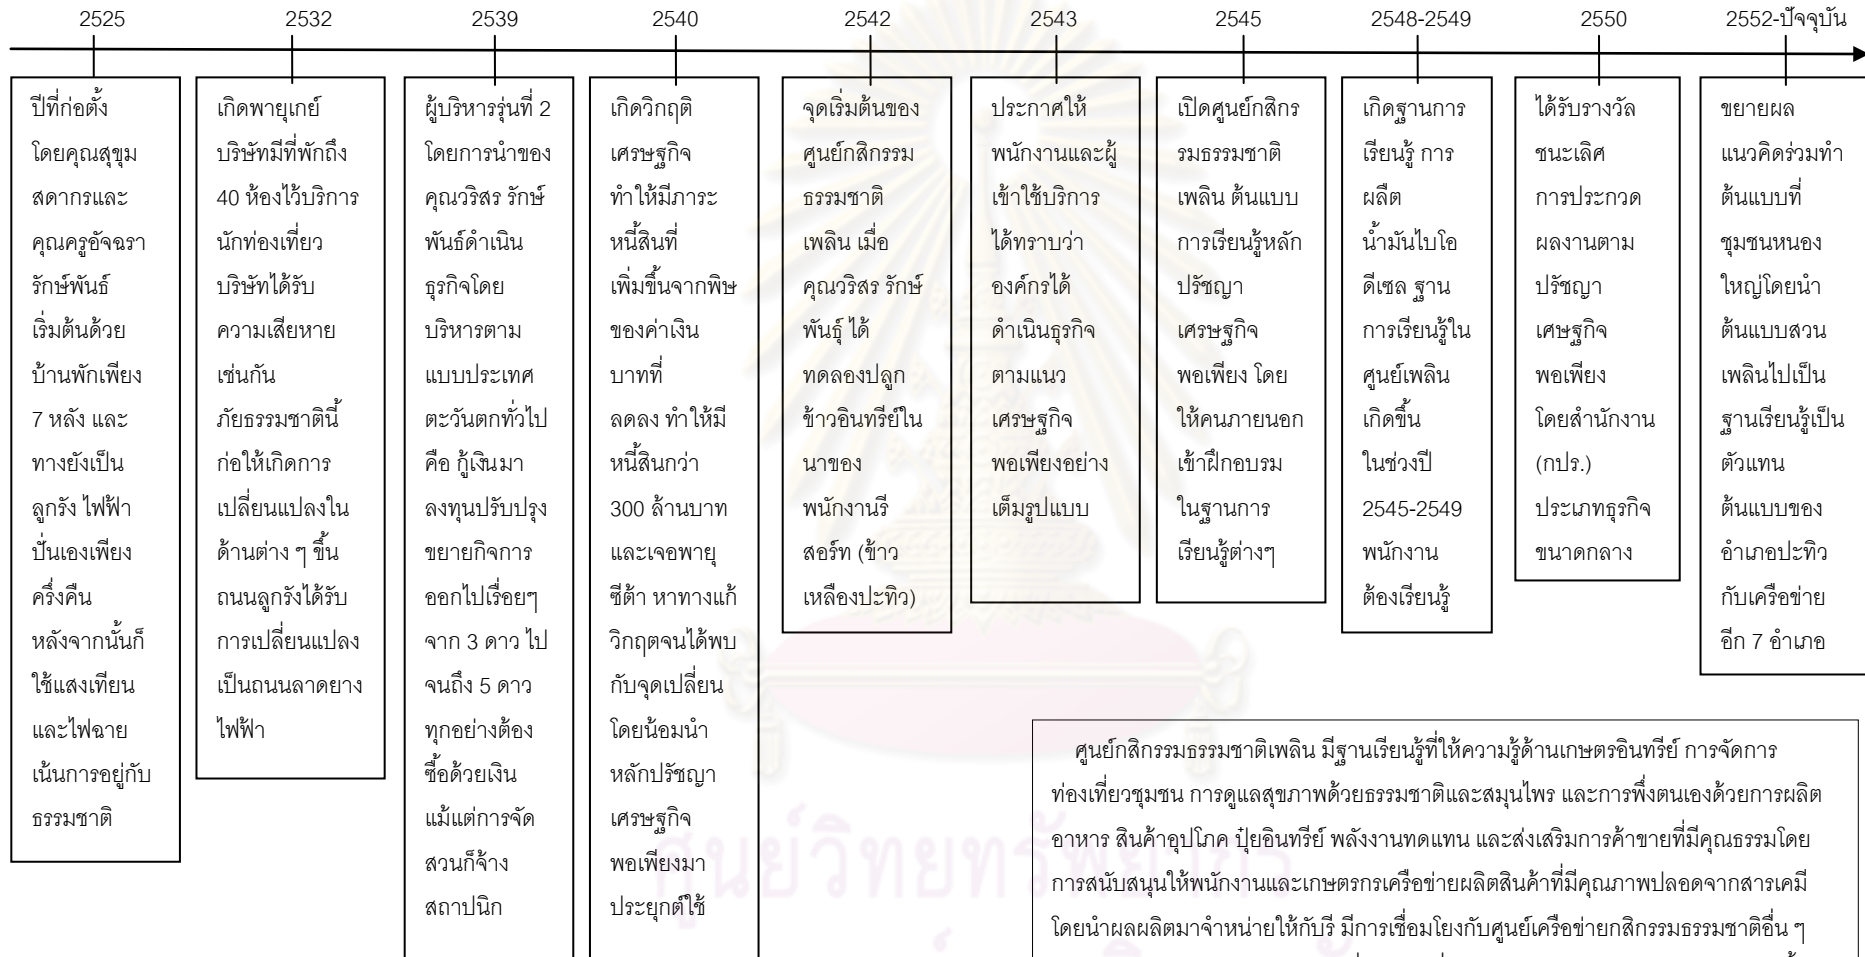 2525
2532
2539
2540
2542
2543
2545
2548-2549
2550
2552-ปัจจุบัน
ปีที่ก่อตั้ง
โดยคุณสุขุม
สดากรและ
คุณครูอัจฉรา
รักษ์พันธ์
เริ่มต้นด้วย
บ้านพักเพียง
7 หลัง และ
ทางยังเป็น
ลูกรัง ไฟฟ้า
ปั่นเองเพียง
ครึ่งคืน
หลังจากนั้นก็
ใช้แสงเทียน
และไฟฉาย
เน้นการอยู่กับ
ธรรมชาติ
เกิดพายุเกย์
บริษัทมีที่พักถึง
40 ห้องไว้บริการ
นักท่องเที่ยว
บริษัทได้รับ
ความเสียหาย
เช่นกัน
ภัยธรรมชาตินี้
ก่อให้เกิดการ
เปลี่ยนแปลงใน
ด้านต่าง ๆ ขึ้น
ถนนลูกรังได้รับ
การเปลี่ยนแปลง
เป็นถนนลาดยาง
ไฟฟ้า
ผู้บริหารรุ่นที่ 2
โดยการนำของ
คุณวริสร รักษ์
พันธ์ดำเนิน
ธุรกิจโดย
บริหารตาม
แบบประเทศ
ตะวันตกทั่วไป
คือ กู้เงินมา
ลงทุนปรับปรุง
ขยายกิจการ
ออกไปเรื่อยๆ
จาก 3 ดาว ไป
จนถึง 5 ดาว
ทุกอย่างต้อง
ซื้อด้วยเงิน
แม้แต่การจัด
สวนก็จ้าง
สถาปนิก
เกิดวิกฤติ
เศรษฐกิจ
ทำให้มีภาระ
หนี้สินที่
เพิ่มขึ้นจากพิษ
ของค่าเงิน
บาทที่
ลดลง ทำให้มี
หนี้สินกว่า
300 ล้านบาท
และเจอพายุ
ซีต้า หาทางแก้
วิกฤตจนได้พบ
กับจุดเปลี่ยน
โดยน้อมนำ
หลักปรัชญา
เศรษฐกิจ
พอเพียงมา
ประยุกต์ใช้
จุดเริ่มต้นของ
ศูนย์กสิกรรม
ธรรมชาติ
เพลิน เมื่อ
คุณวริสร รักษ์
พันธุ์ ได้
ทดลองปลูก
ข้าวอินทรีย์ใน
นาของ
พนักงานรี
สอร์ท (ข้าว
เหลืองปะทิว)
ประกาศให้
พนักงานและผู้
เข้าใช้บริการ
ได้ทราบว่า
องค์กรได้
ดำเนินธุรกิจ
ตามแนว
เศรษฐกิจ
พอเพียงอย่าง
เต็มรูปแบบ
เปิดศูนย์กสิกร
รมธรรมชาติ
เพลิน ต้นแบบ
การเรียนรู้หลัก
ปรัชญา
เศรษฐกิจ
พอเพียง โดย
ให้คนภายนอก
เข้าฝึกอบรม
ในฐานการ
เรียนรู้ต่างๆ
เกิดฐานการ
เรียนรู้ การ
ผลืต
น้ำมันไบโอ
ดีเซล ฐาน
การเรียนรู้ใน
ศูนย์เพลิน
เกิดขึ้น
ในช่วงปี
2545-2549
พนักงาน
ต้องเรียนรู้
ได้รับรางวัล
ชนะเลิศ
การประกวด
ผลงานตาม
ปรัชญา
เศษฐกิจ
พอเพียง
โดยสำนักงาน
(กปร.)
ประเภทธุรกิจ
ขนาดกลาง
ขยายผล
แนวคิดร่วมทำ
ต้นแบบที่
ชุมชนหนอง
ใหญ่โดยนำ
ต้นแบบสวน
เพลินไปเป็น
ฐานเรียนรู้เป็น
ตัวแทน
ต้นแบบของ
อำเภอปะทิว
กับเครือข่าย
อีก 7 อำเภอ
ศูนย์กสิกรรมธรรมชาติเพลิน มีฐานเรียนรู้ที่ให้ความรู้ด้านเกษตรอินทรีย์ การจัดการ
ท่องเที่ยวชุมชน การดูแลสุขภาพด้วยธรรมชาติและสมุนไพร และการพึ่งตนเองด้วยการผลิต
อาหาร สินค้าอุปโภค ปุ๋ยอินทรีย์ พลังงานทดแทน และส่งเสริมการค้าขายที่มีคุณธรรมโดย
การสนับสนุนให้พนักงานและเกษตรกรเครือข่ายผลิตสินค้าที่มีคุณภาพปลอดจากสารเคมี
โดยนำผลผลิตมาจำหน่ายให้กับรี มีการเชื่อมโยงกับศูนย์เครือข่ายกสิกรรมธรรมชาติอื่น ๆ
ศูนย์วิทยทรัพยากร